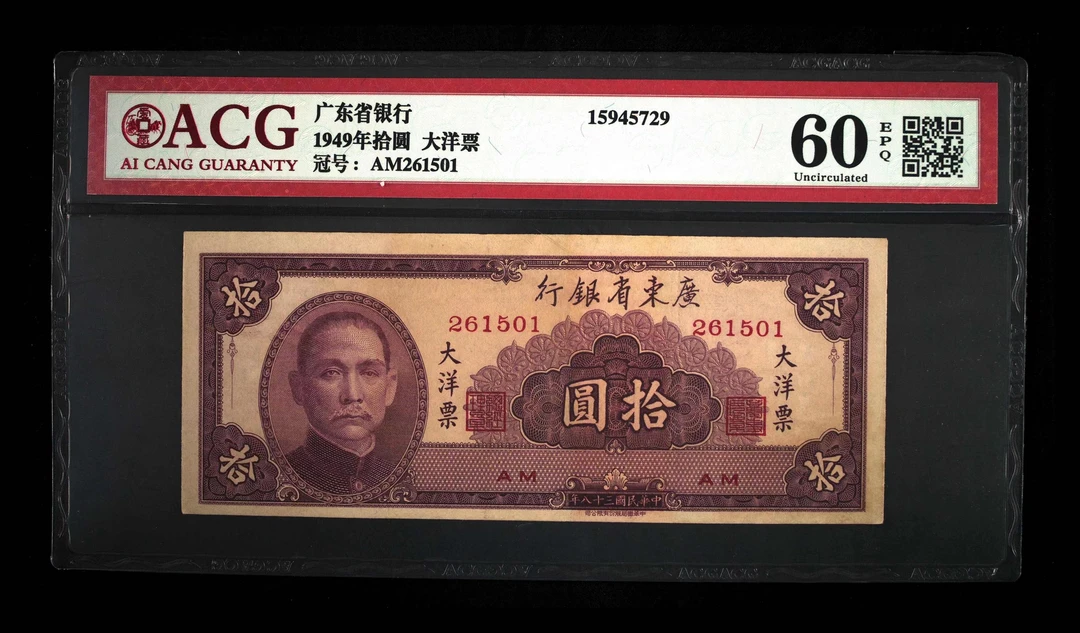 ACG
AI CANG GUARANTY
广东省银行
1949年拾圆 大洋票
冠号：AM261501
15945729
60
EPQ
Uncirculated
拾
拾
行銀省東廣
261501
261501
大洋票
大洋票
圓拾
拾
拾
AM
AM
年八十三國民華中